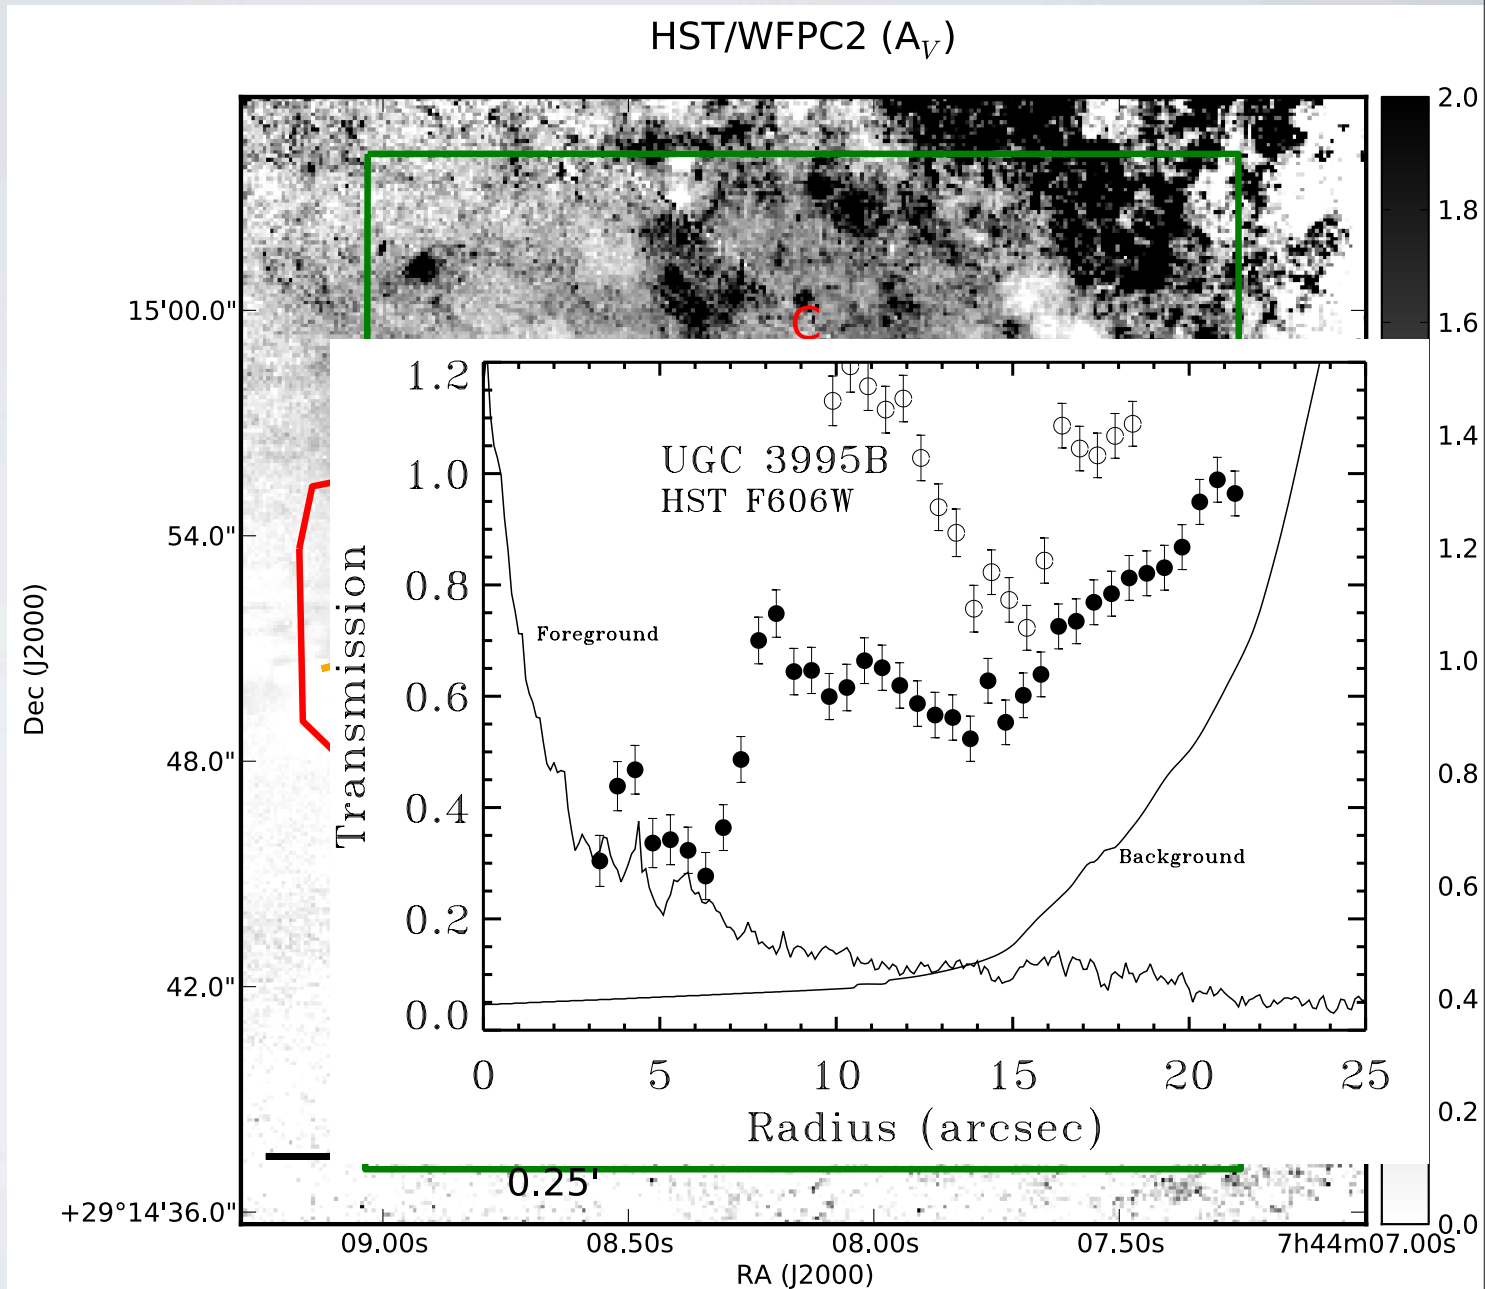 HST/WFPC2 (A_V)
2.0
1.8
1.6
1.4
1.2
1.0
0.8
0.6
0.4
0.2
0.0
15'00.0"
54.0"
48.0"
42.0"
+29°14'36.0"
Dec (J2000)
C
1.2
1.0
0.8
0.6
0.4
0.2
0.0
Transmission
UGC 3995B
HST F606W
Foreground
Background
0 5 10 15 20 25
Radius (arcsec)
0.25'
09.00s 08.50s 08.00s 07.50s 7h44m07.00s
RA (J2000)